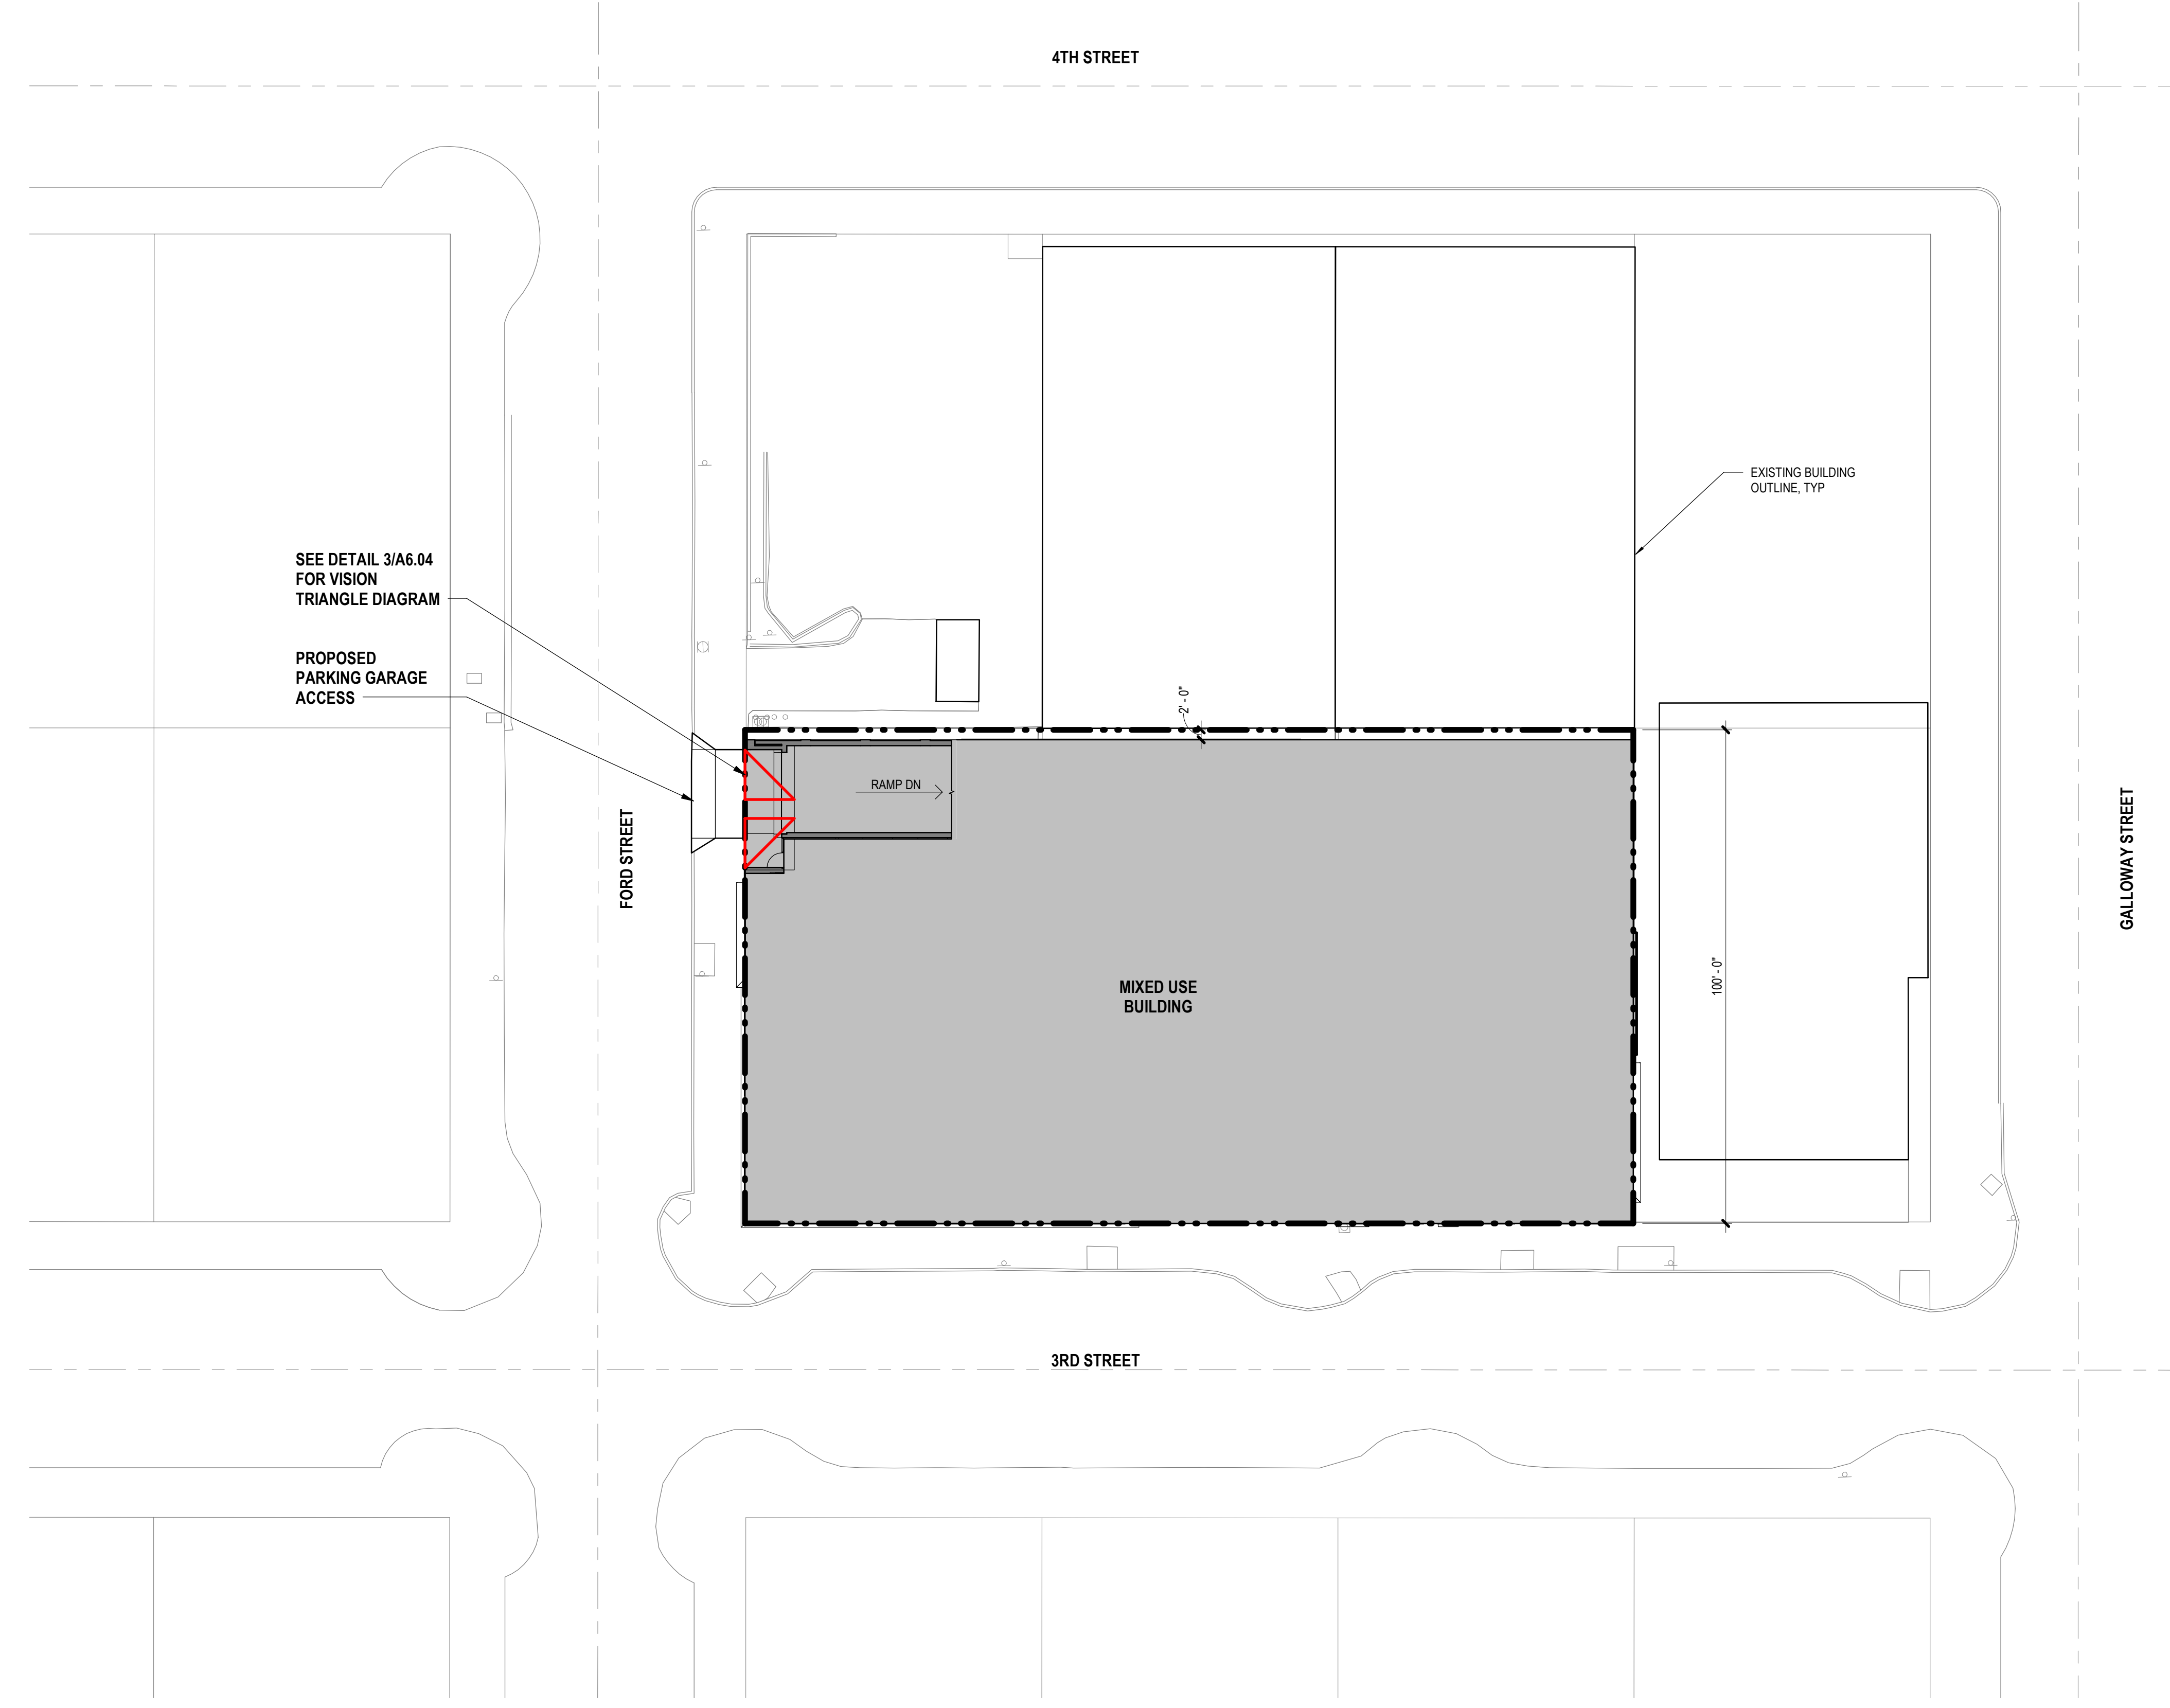 4TH STREET
EXISTING BUILDING
OUTLINE, TYP
SEE DETAIL 3/A6.04
FOR VISION
TRIANGLE DIAGRAM
PROPOSED
PARKING GARAGE
ACCESS
2' - 0"
RAMP DN
FORD STREET
GALLOWAY STREET
100' - 0"
MIXED USE
BUILDING
3RD STREET